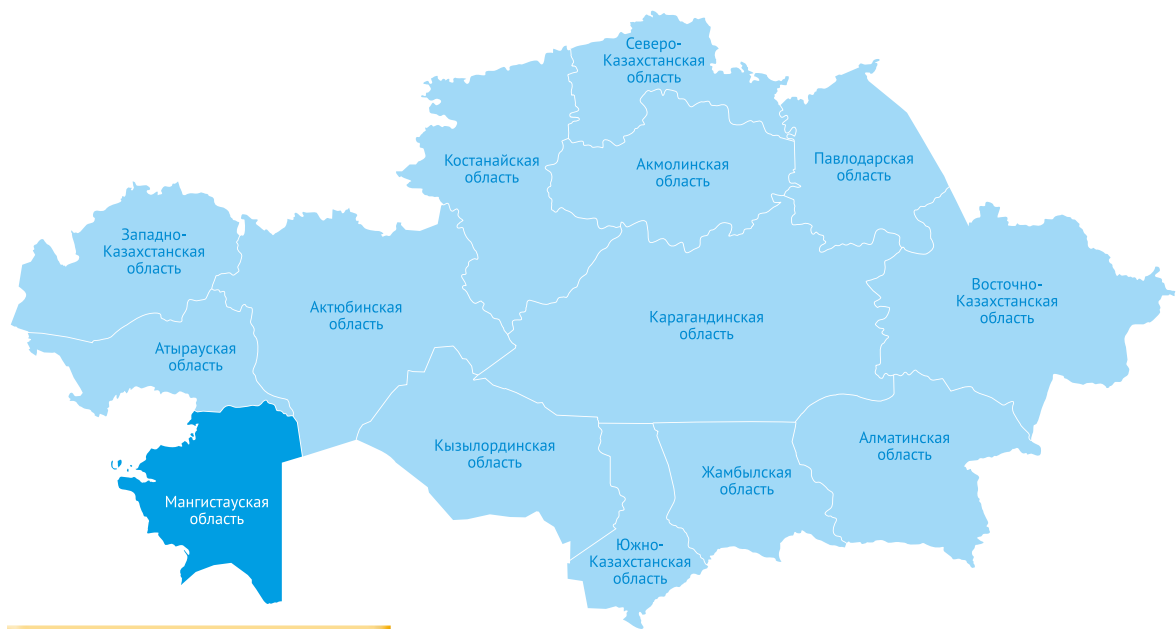 Северо-
Казахстанская
область
Костанайская
область
Акмолинская
область
Павлодарская
область
Западно-
Казахстанская
область
Актюбинская
область
Карагандинская
область
Восточно-
Казахстанская
область
Атырауская
область
Кызылординская
область
Алматинская
область
Жамбылская
область
Мангистауская
область
Южно-
Казахстанская
область